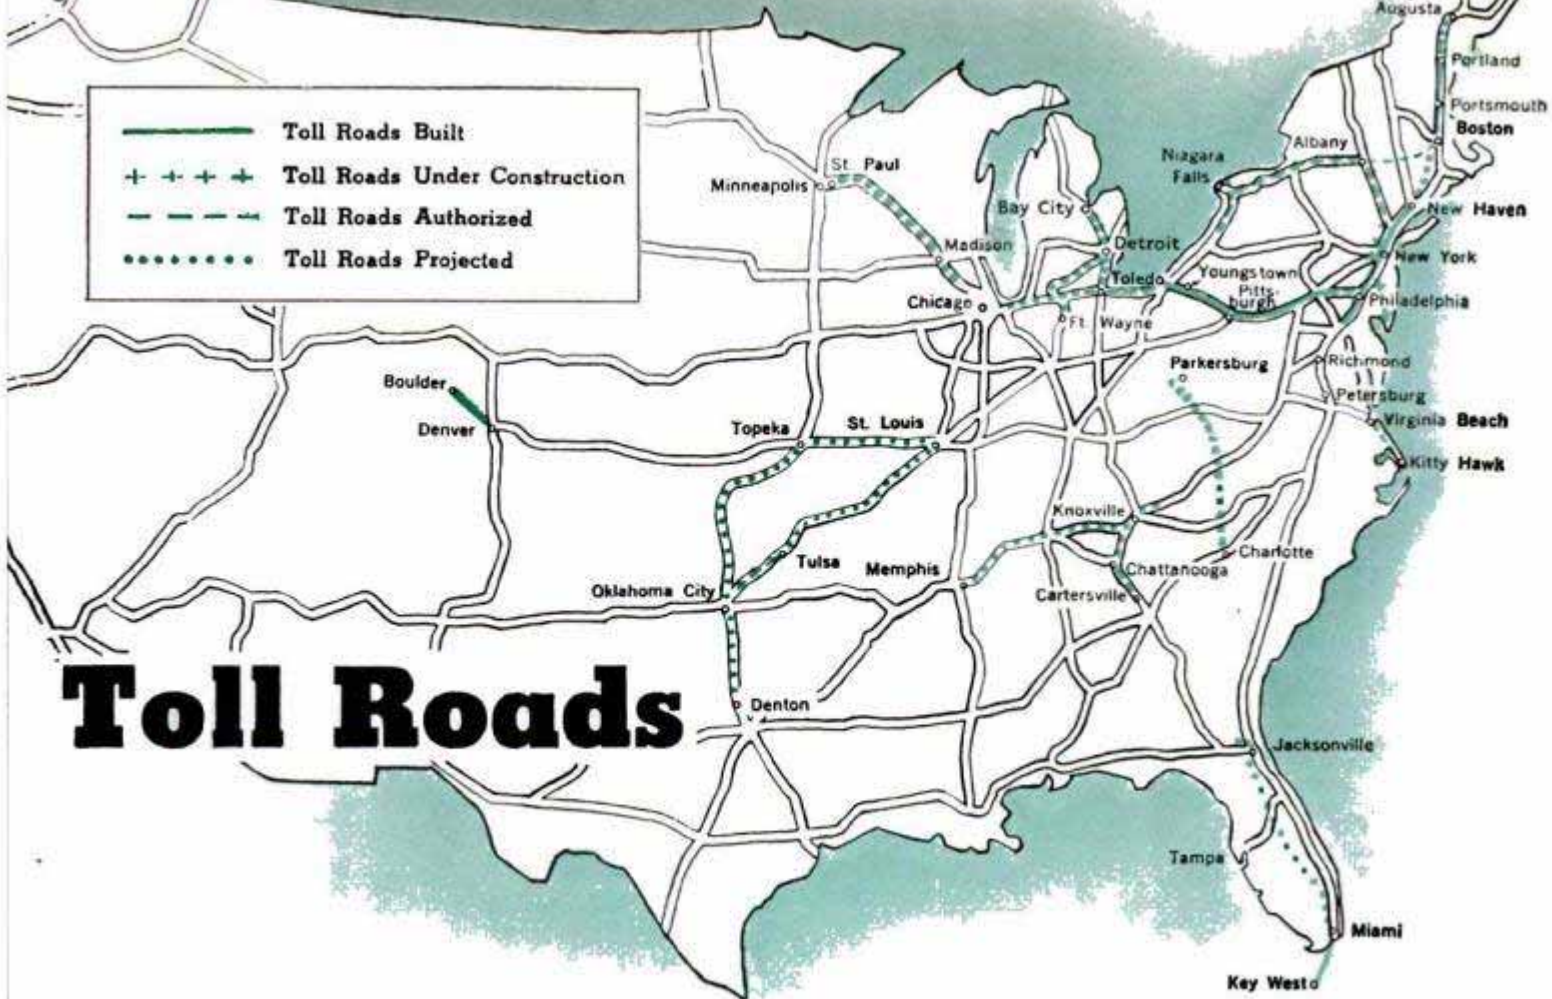 Augusta
Portland
Portsmouth
Boston
Toll Roads Built
Toll Roads Under Construction
Toll Roads Authorized
Toll Roads Projected
Albany
Niagara
Falls
St. Paul
Minneapolis
Bay City
New Haven
Madison
Detroit
New York
Toledo
Youngstown
Pitts-
burgh
Chicago
Philadelphia
Ft. Wayne
Richmond
Parkersburg
Boulder
Petersburg
Denver
Topeka
St. Louis
Virginia Beach
Kitty Hawk
Knoxville
Charlotte
Tulsa
Memphis
Chattanooga
Oklahoma City
Cartersville
Toll Roads
Denton
Jacksonville
Tampa
Miami
Key West